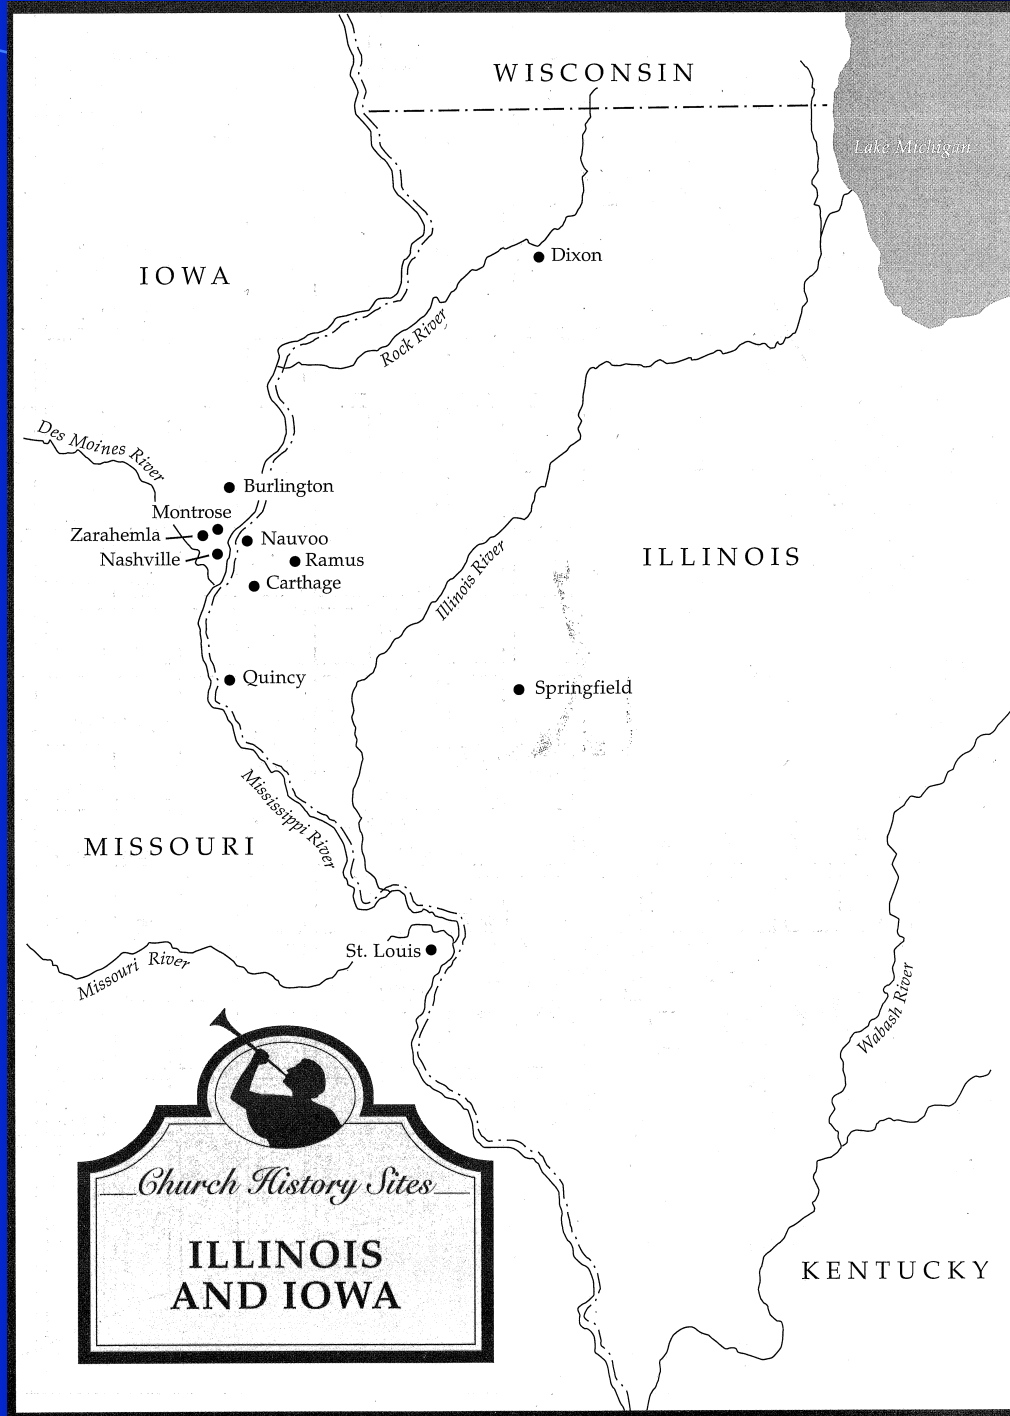 WISCONSIN
Lake Michigan
Dixon
IOWA
Rock River
Des Moines River
Burlington
Montrose
Zarahemla
Nauvoo
Nashville
Ramus
Carthage
ILLINOIS
Illinois River
Quincy
Springfield
Mississippi River
MISSOURI
St. Louis
Missouri River
Wabash River
Church History Sites
ILLINOIS
AND IOWA
KENTUCKY